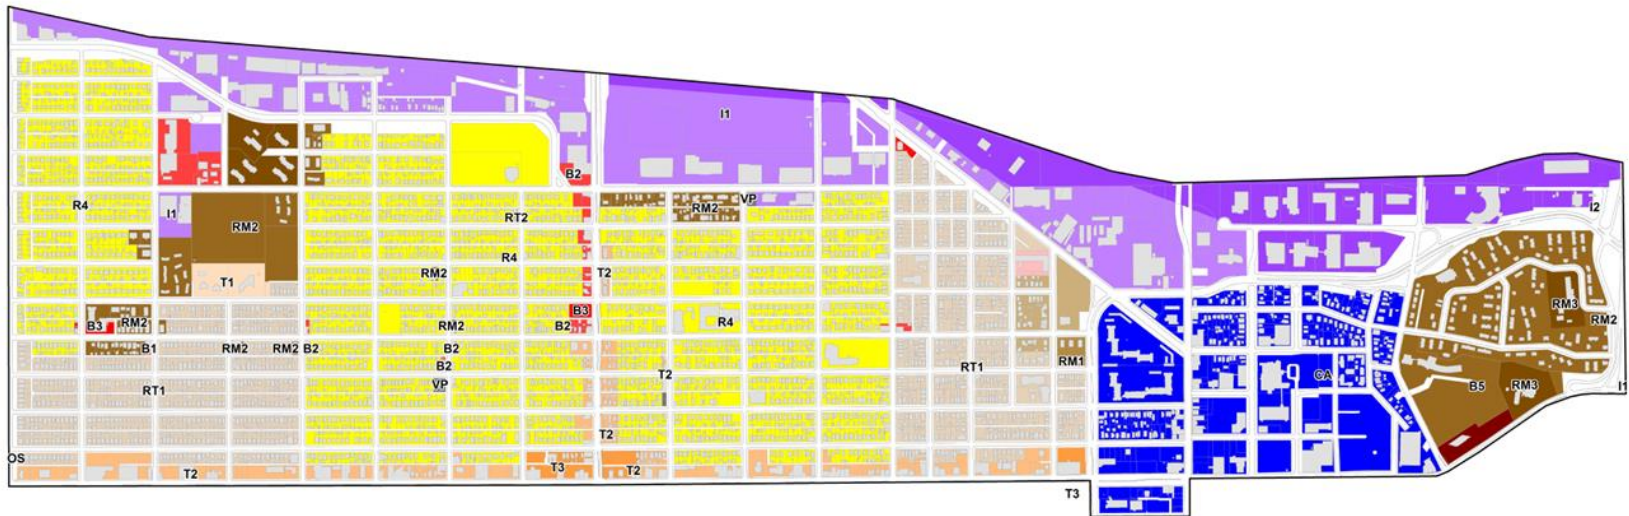 I1
B2
R4
I1
RM2
RT2
RM2
VP
I2
R4
T1
RM2
T2
B3
RM2
RM2
B3
B2
R4
RM3
RM2
B1
RM2
RM2
B2
B2
B2
VP
RT1
T2
RT1
RM1
CA
B5
RM3
I1
OS
T2
T3
T2
T2
T3